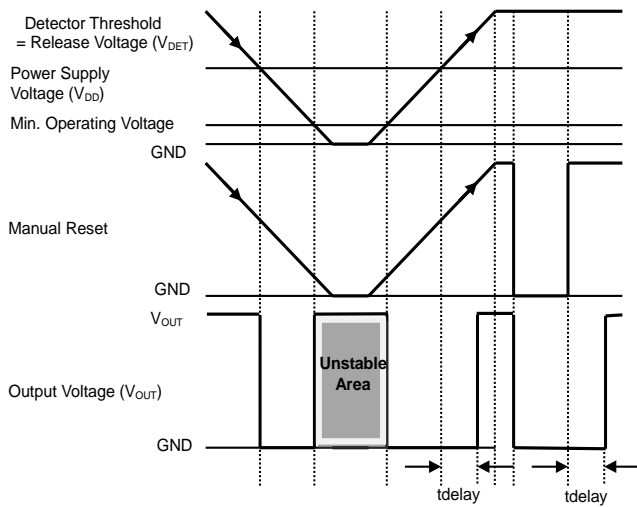 Detector Threshold
= Release Voltage (VDET)
Power Supply
Voltage (VDD)
Min. Operating Voltage
GND
Manual Reset
GND
VOUT
Unstable
Area
Output Voltage (VOUT)
GND
tdelay
tdelay